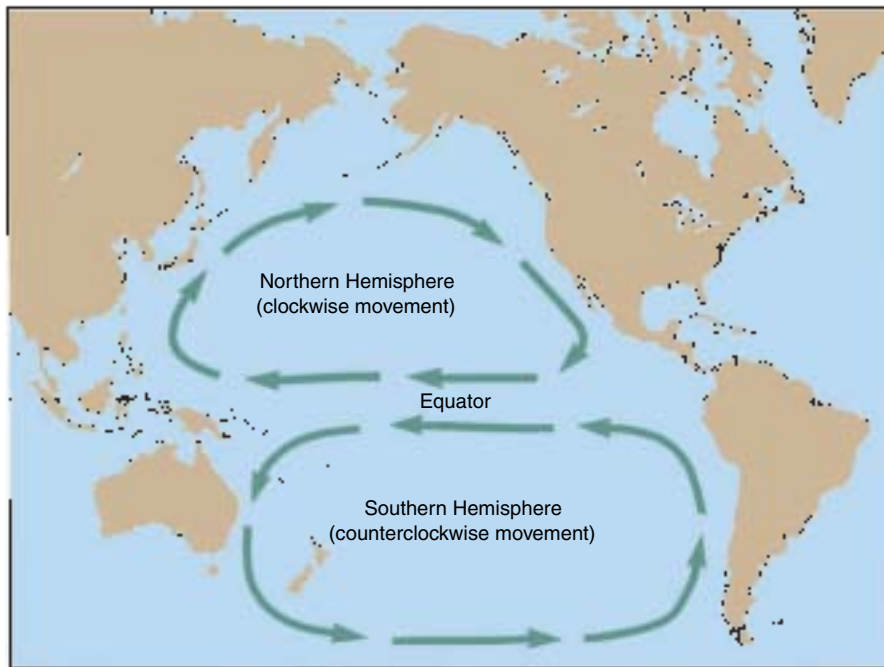 Northern Hemisphere
(clockwise movement)
Equator
Southern Hemisphere
(counterclockwise movement)